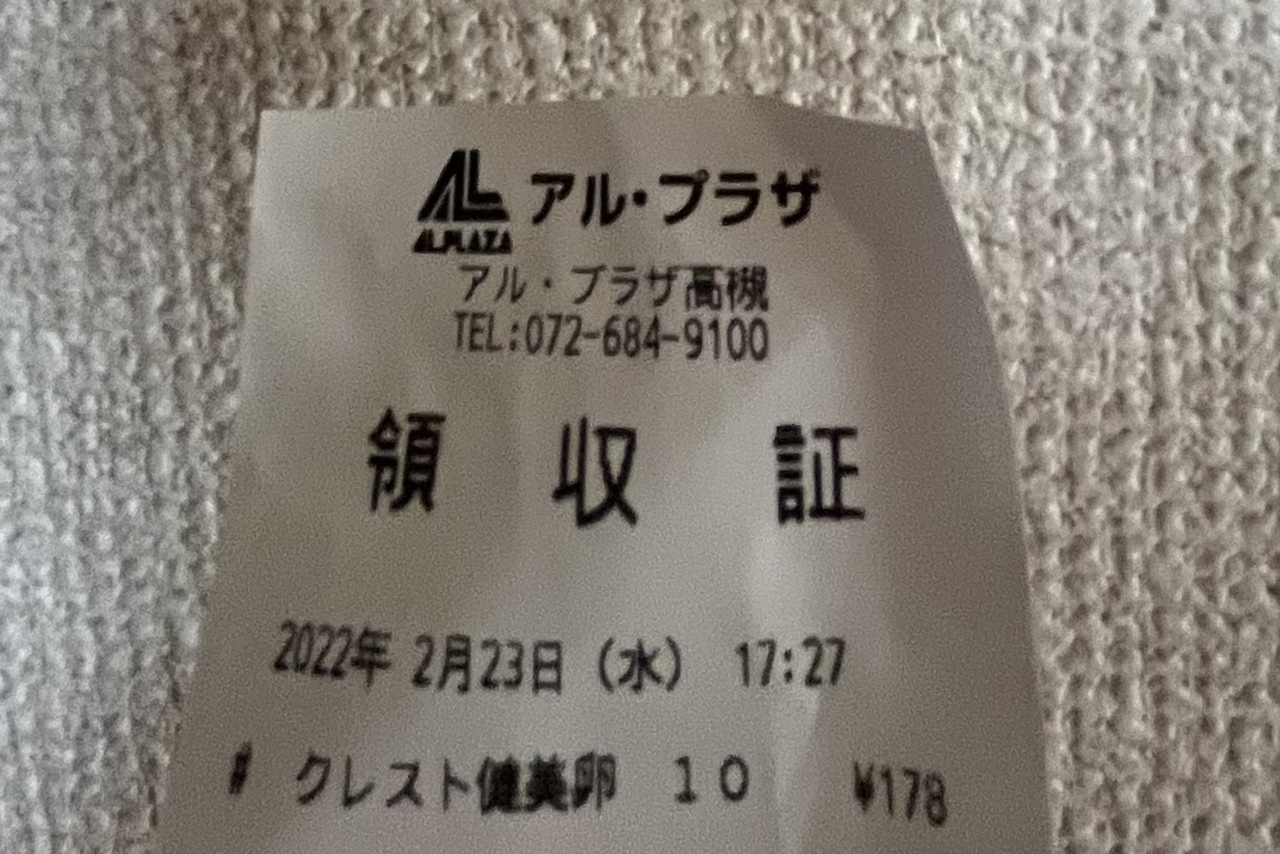 アル・プラザ
ALPLAZA
アル・プラザ高槻
TEL:072-684-9100
領収証
2022年 2月23日（水） 17:27
# クレスト健美卵 10 ¥178